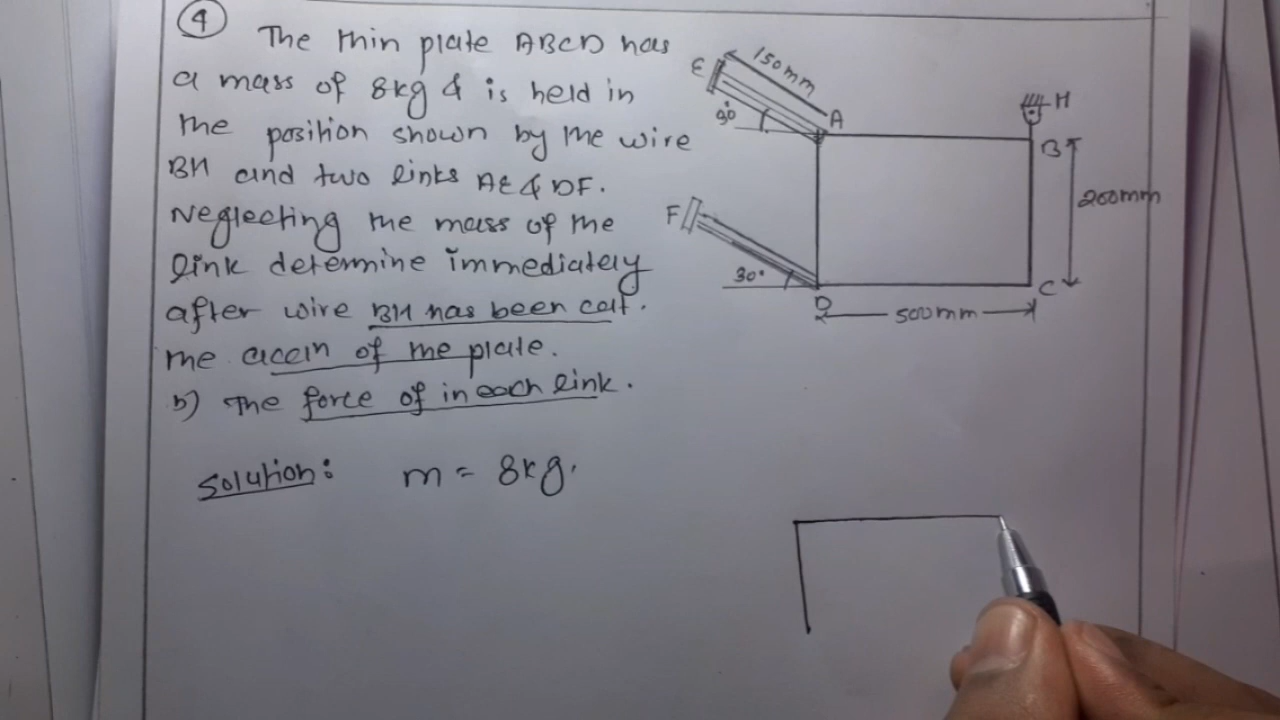 4
The thin plate ABCD has
a mass of 8kg & is held in
the position shown by the wire
BH and two links AE & DF.
Neglecting the mass of the
link determine immediately
after wire BH has been cut.
the accln of the plate.
b) The force of in each link.
Solution: m = 8kg.
E 150mm
A
H
30°
B
200mm
F
30°
D
C
500mm